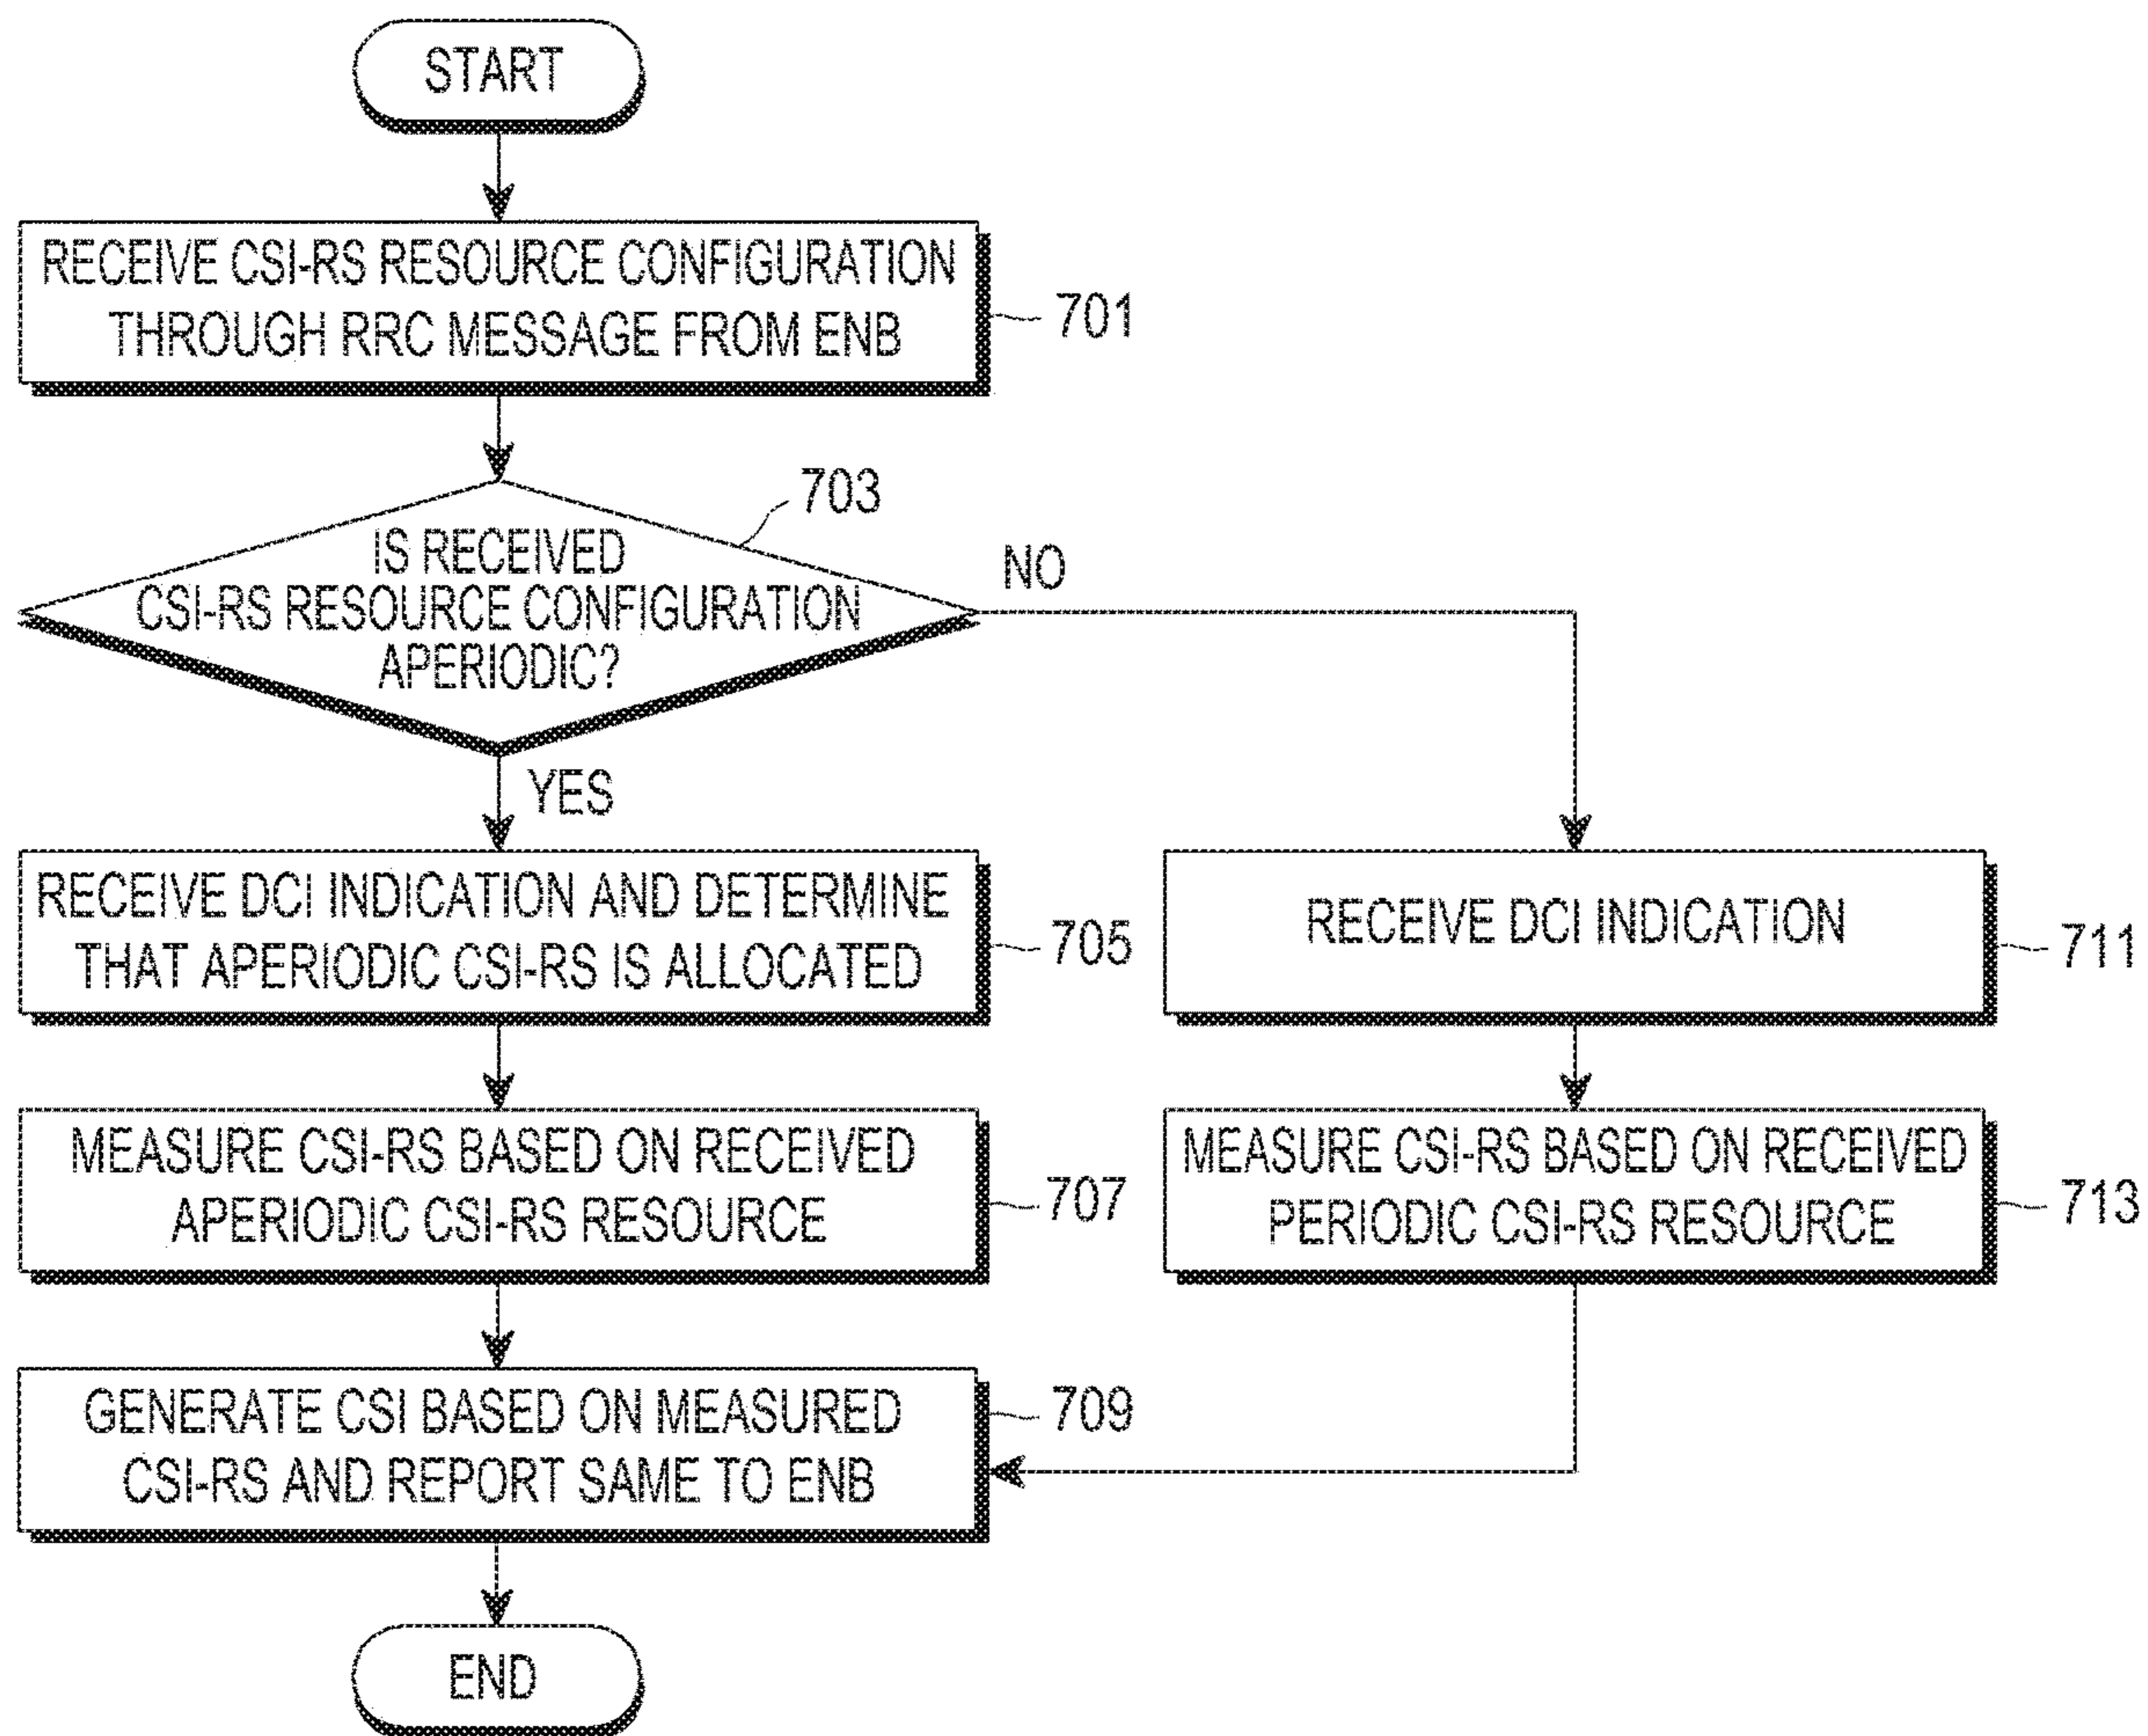 START
RECEIVE CSI-RS RESOURCE CONFIGURATION
THROUGH RRC MESSAGE FROM ENB
701
703
IS RECEIVED
CSI-RS RESOURCE CONFIGURATION
APERIODIC?
NO
YES
RECEIVE DCI INDICATION AND DETERMINE
THAT APERIODIC CSI-RS IS ALLOCATED
705
RECEIVE DCI INDICATION
711
MEASURE CSI-RS BASED ON RECEIVED
APERIODIC CSI-RS RESOURCE
707
MEASURE CSI-RS BASED ON RECEIVED
PERIODIC CSI-RS RESOURCE
713
GENERATE CSI BASED ON MEASURED
CSI-RS AND REPORT SAME TO ENB
709
END